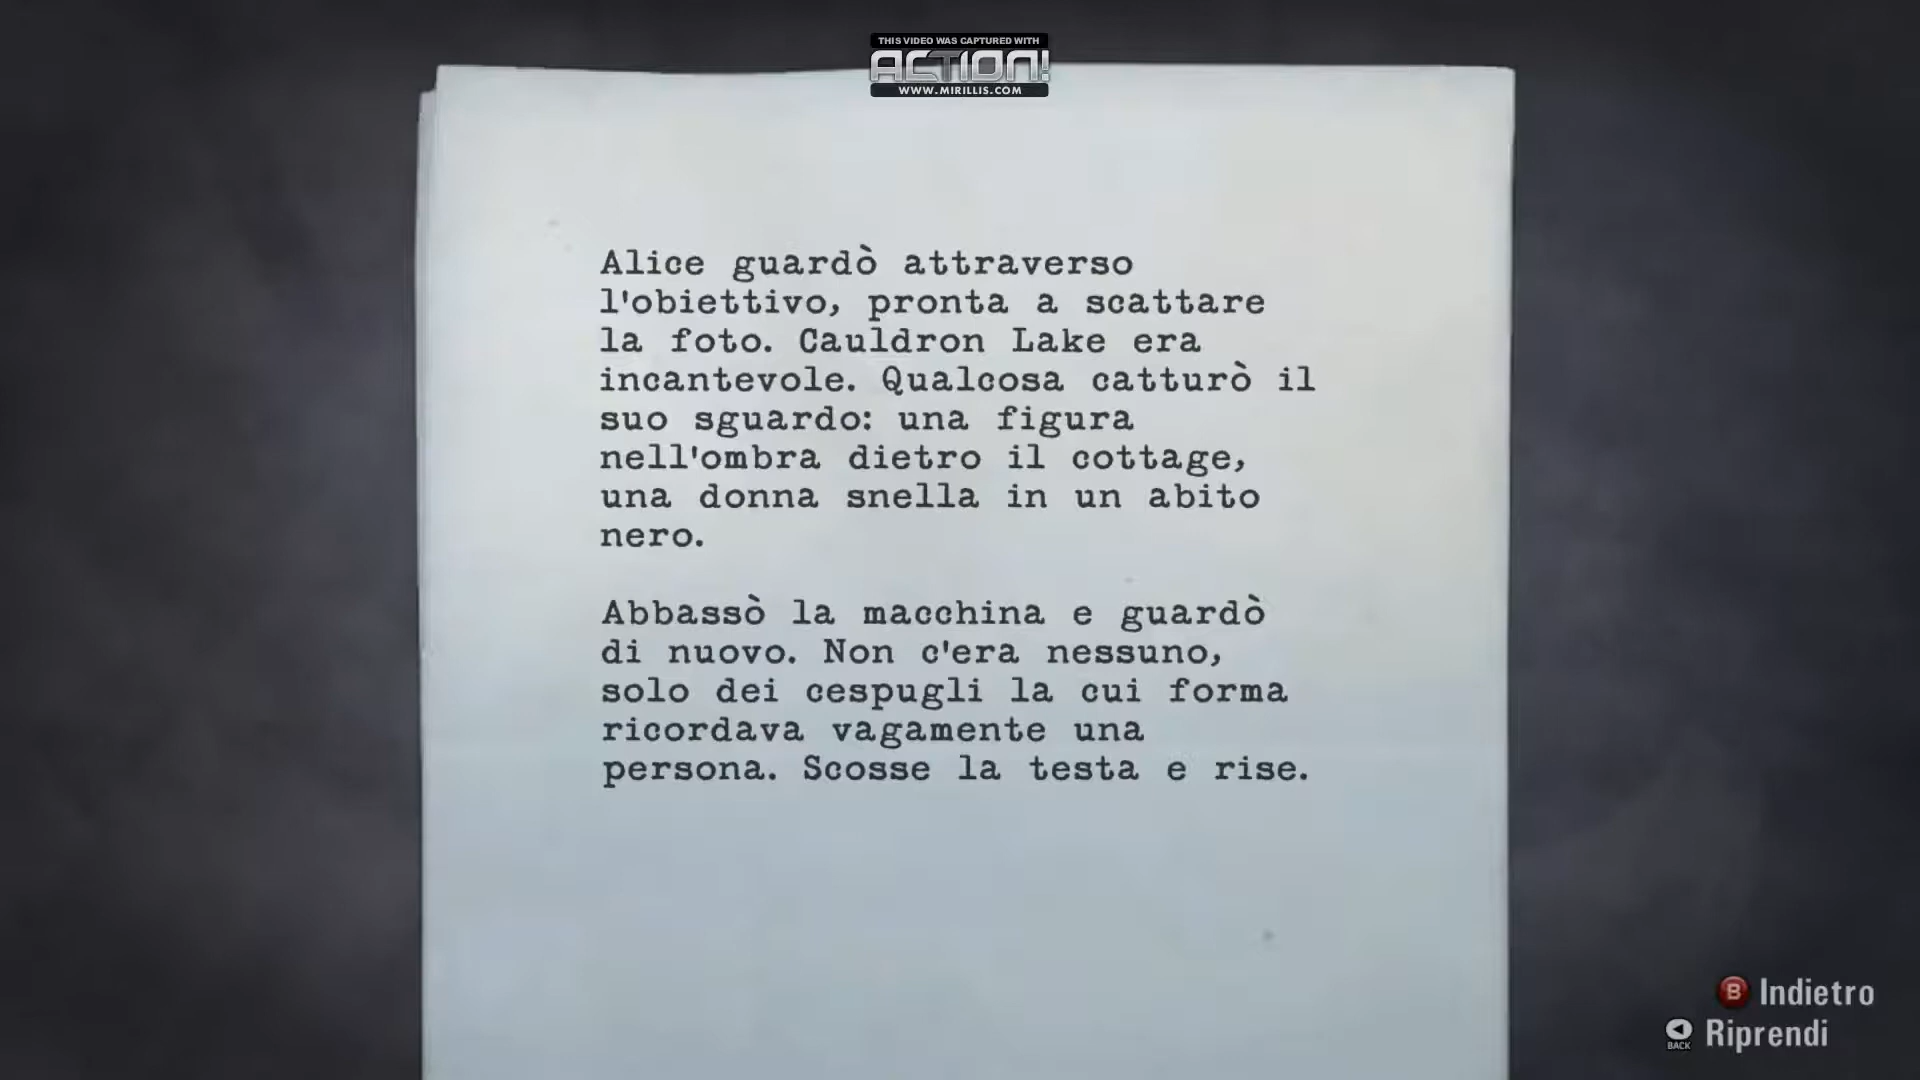 THIS VIDEO WAS CAPTURED WITH
ACTION!
WWW.MIRILLIS.COM
Alice guardò attraverso
l'obiettivo, pronta a scattare
la foto. Cauldron Lake era
incantevole. Qualcosa catturò il
suo sguardo: una figura
nell'ombra dietro il cottage,
una donna snella in un abito
nero.
Abbassò la macchina e guardò
di nuovo. Non c'era nessuno,
solo dei cespugli la cui forma
ricordava vagamente una
persona. Scosse la testa e rise.
B Indietro
BACK Riprendi